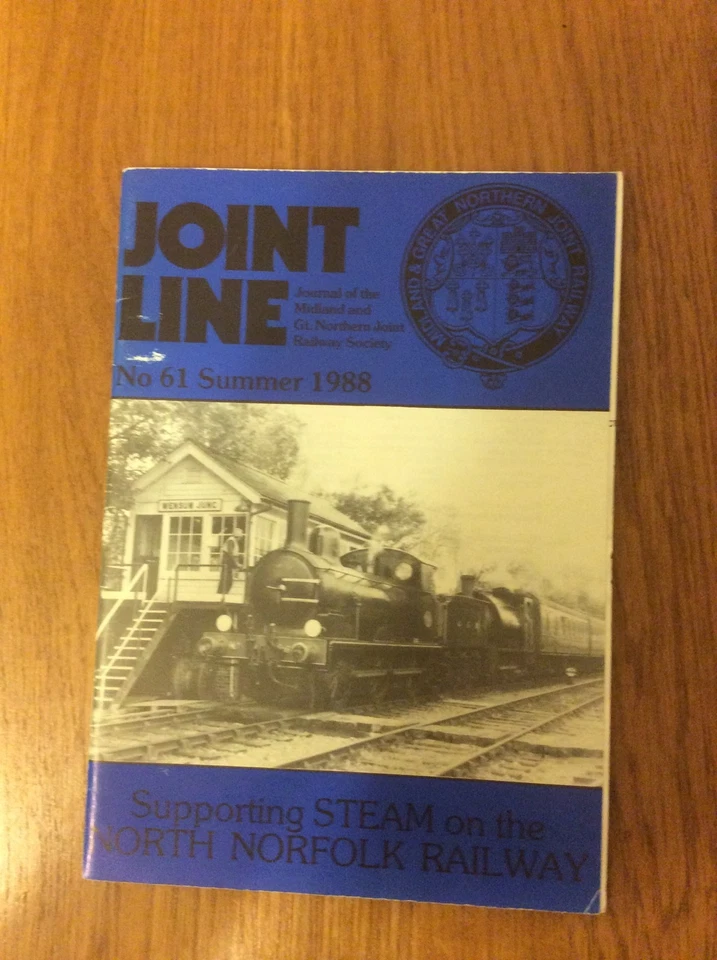 JOINT
LINE
Journal of the
Midland and
Gt. Northern Joint
Railway Society
MIDLAND & GREAT NORTHERN JOINT RAILWAY
No 61 Summer 1988
WENSUM JUNC
Supporting STEAM on the
NORTH NORFOLK RAILWAY